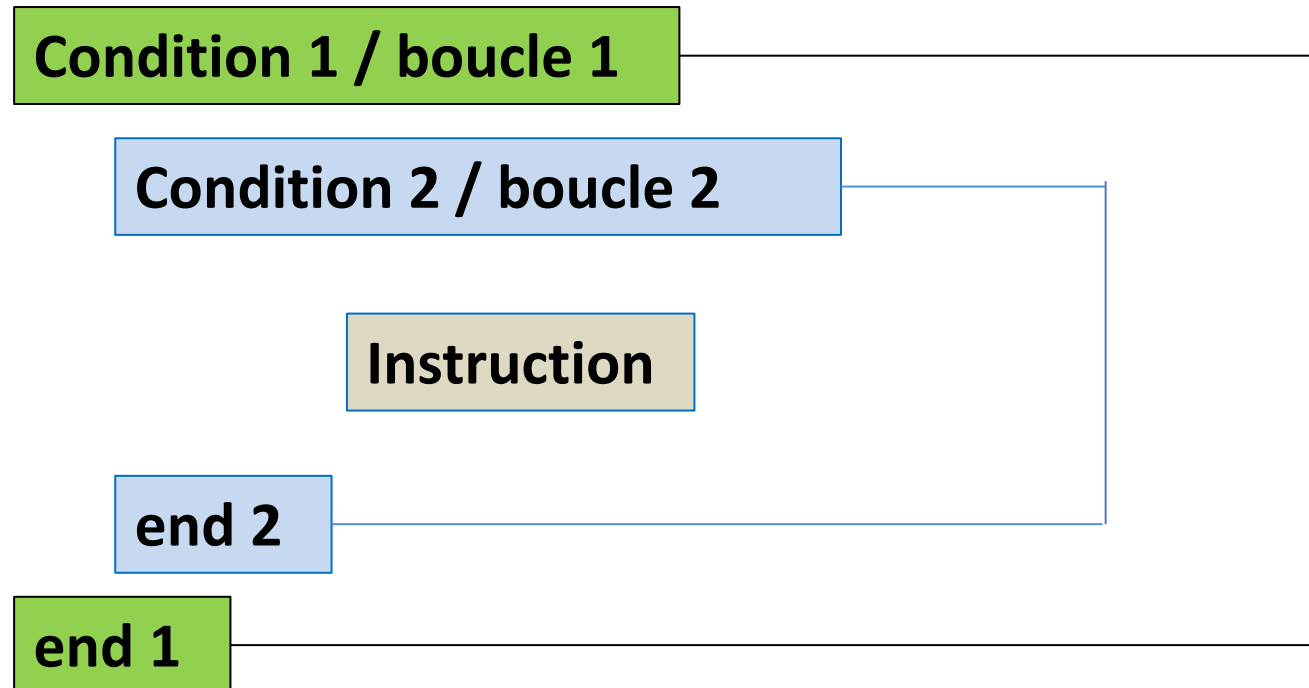 Condition 1 / boucle 1
Condition 2 / boucle 2
Instruction
end 2
end 1